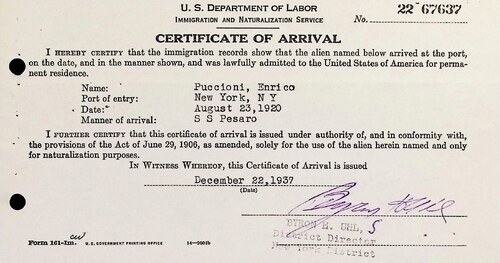 U. S. DEPARTMENT OF LABOR
IMMIGRATION AND NATURALIZATION SERVICE
No. 22 67637
CERTIFICATE OF ARRIVAL
I HEREBY CERTIFY that the immigration records show that the alien named below arrived at the port,
on the date, and in the manner shown, and was lawfully admitted to the United States of America for perma-
nent residence.
Name: Puccioni, Enrico
Port of entry: New York, N Y
Date: August 23, 1920
Manner of arrival: S S Pesaro
I FURTHER CERTIFY that this certificate of arrival is issued under authority of, and in conformity with,
the provisions of the Act of June 29, 1906, as amended, solely for the use of the alien herein named and only
for naturalization purposes.
IN WITNESS WHEREOF, this Certificate of Arrival is issued
December 22, 1937
(Date)
BYRON H. UHL,
District Director
New York District
Form 161-Im. U. S. GOVERNMENT PRINTING OFFICE